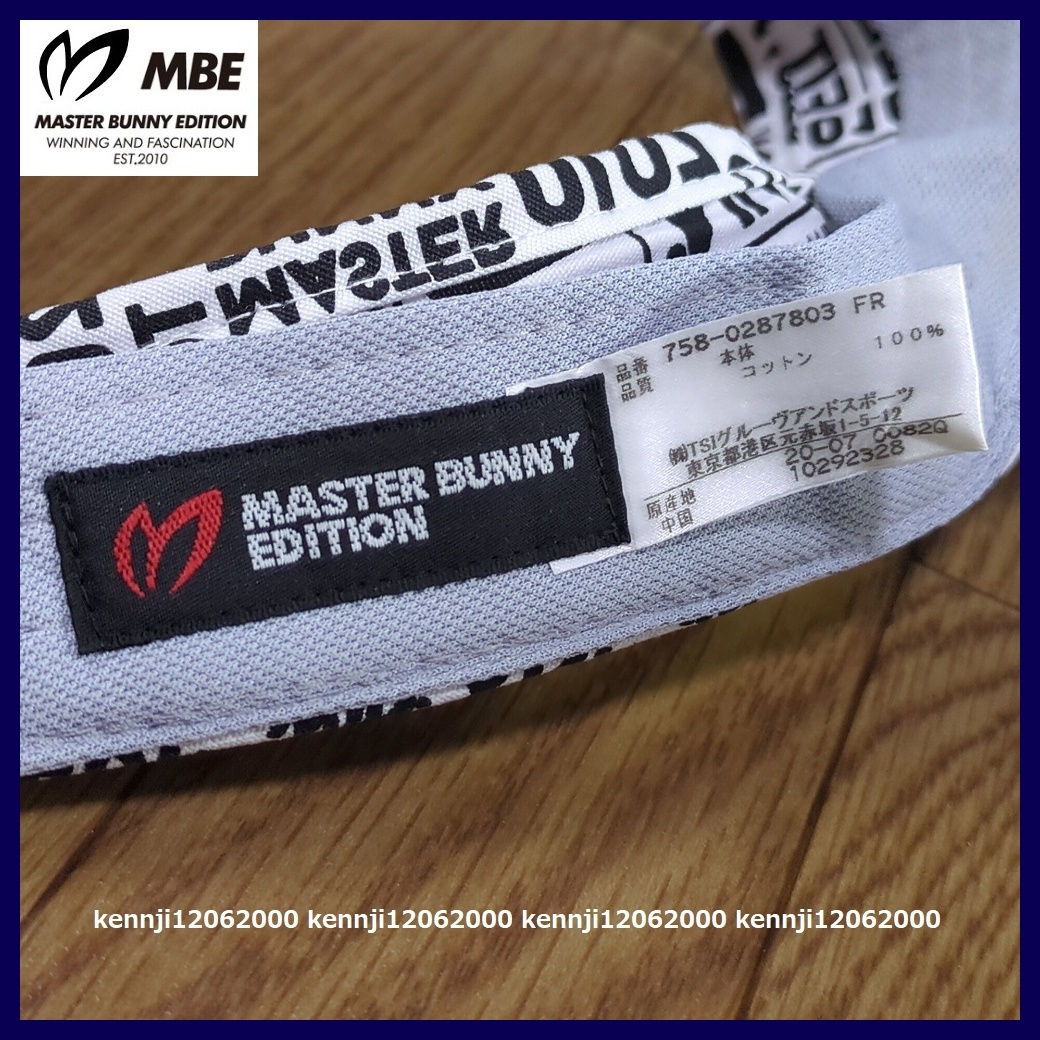 MBE
MASTER BUNNY EDITION
WINNING AND FASCINATION
EST,2010
MASTER
MASTER BUNNY
EDITION
品番 758-0287803 FR
品質 本体
コットン 100%
㈱TSIグルーヴアンドスポーツ
東京都港区元赤坂1-5-12
20-07 0082Q
10292328
原産地
中国
kennji12062000 kennji12062000 kennji12062000 kennji12062000